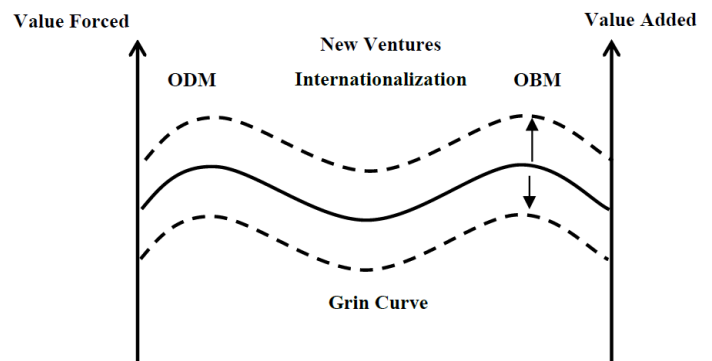 Value Forced
Value Added
New Ventures
ODM
Internationalization
OBM
Grin Curve